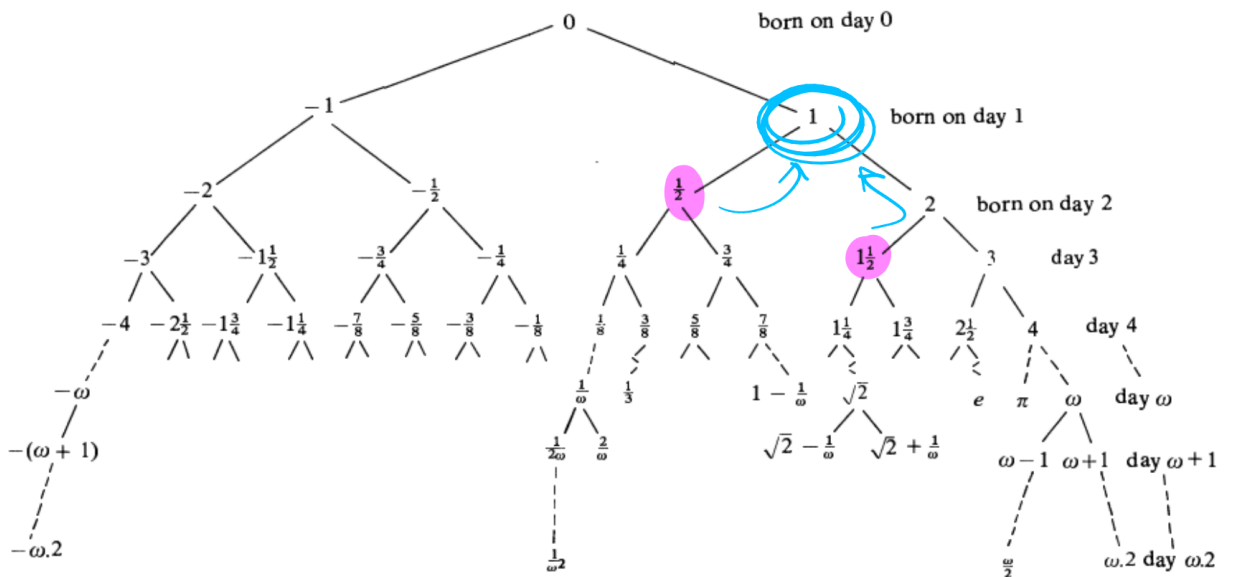 0 born on day 0
−1 1 born on day 1
−2 −½ ½ 2 born on day 2
−3 −1½ −¾ −¼ ¼ ¾ 1½ 3 day 3
−4 −2½ −1¾ −1¼ −⅞ −⅝ −⅜ −⅛ ⅛ ⅜ ⅝ ⅞ 1¼ 1¾ 2½ 4 day 4
−ω 1/ω ⅓ 1 − 1/ω √2 e π ω day ω
−(ω + 1) 1/2ω 2/ω √2 − 1/ω √2 + 1/ω ω−1 ω+1 day ω+1
−ω.2 1/ω² ω/2 ω.2 day ω.2